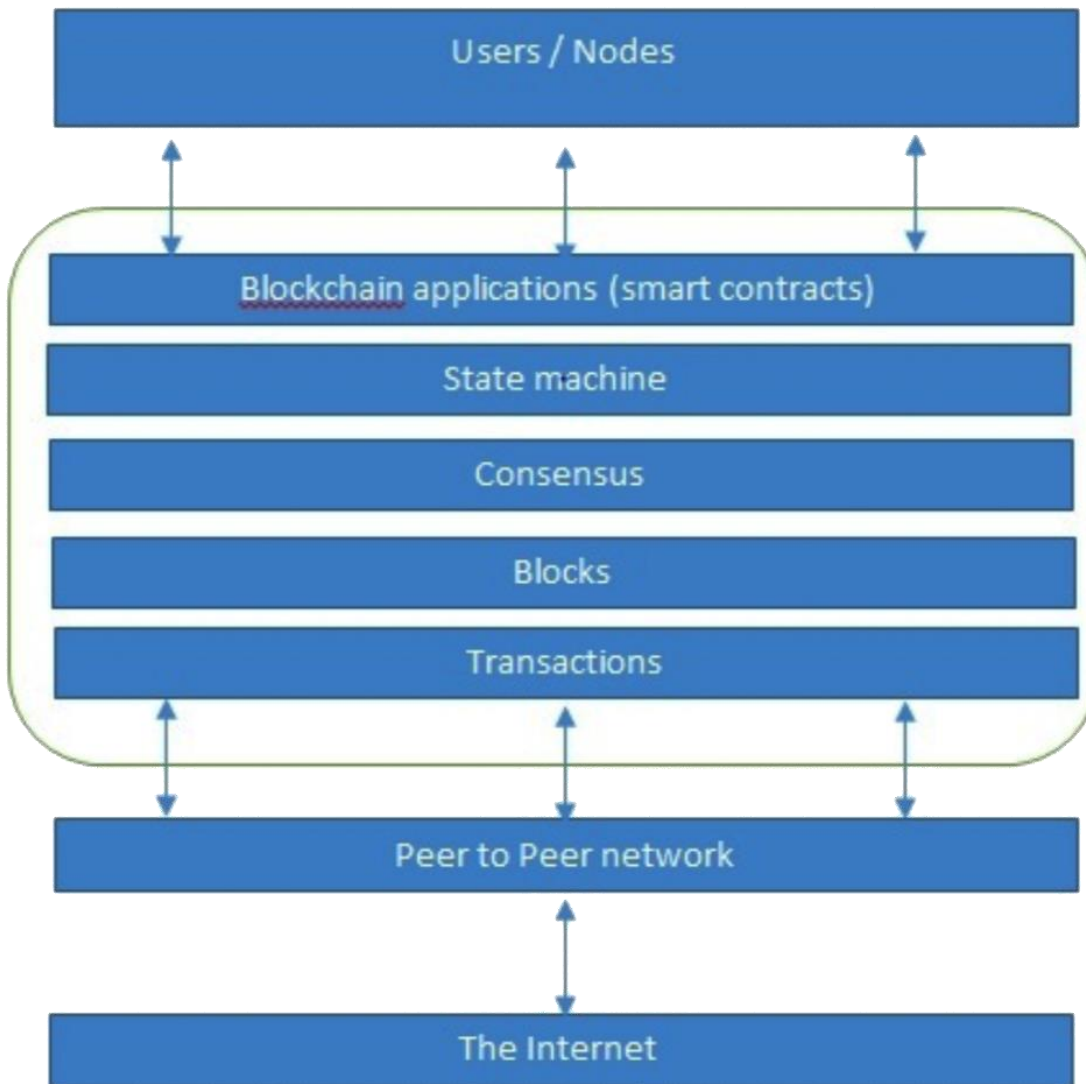 Users / Nodes
Blockchain applications (smart contracts)
State machine
Consensus
Blocks
Transactions
Peer to Peer network
The Internet